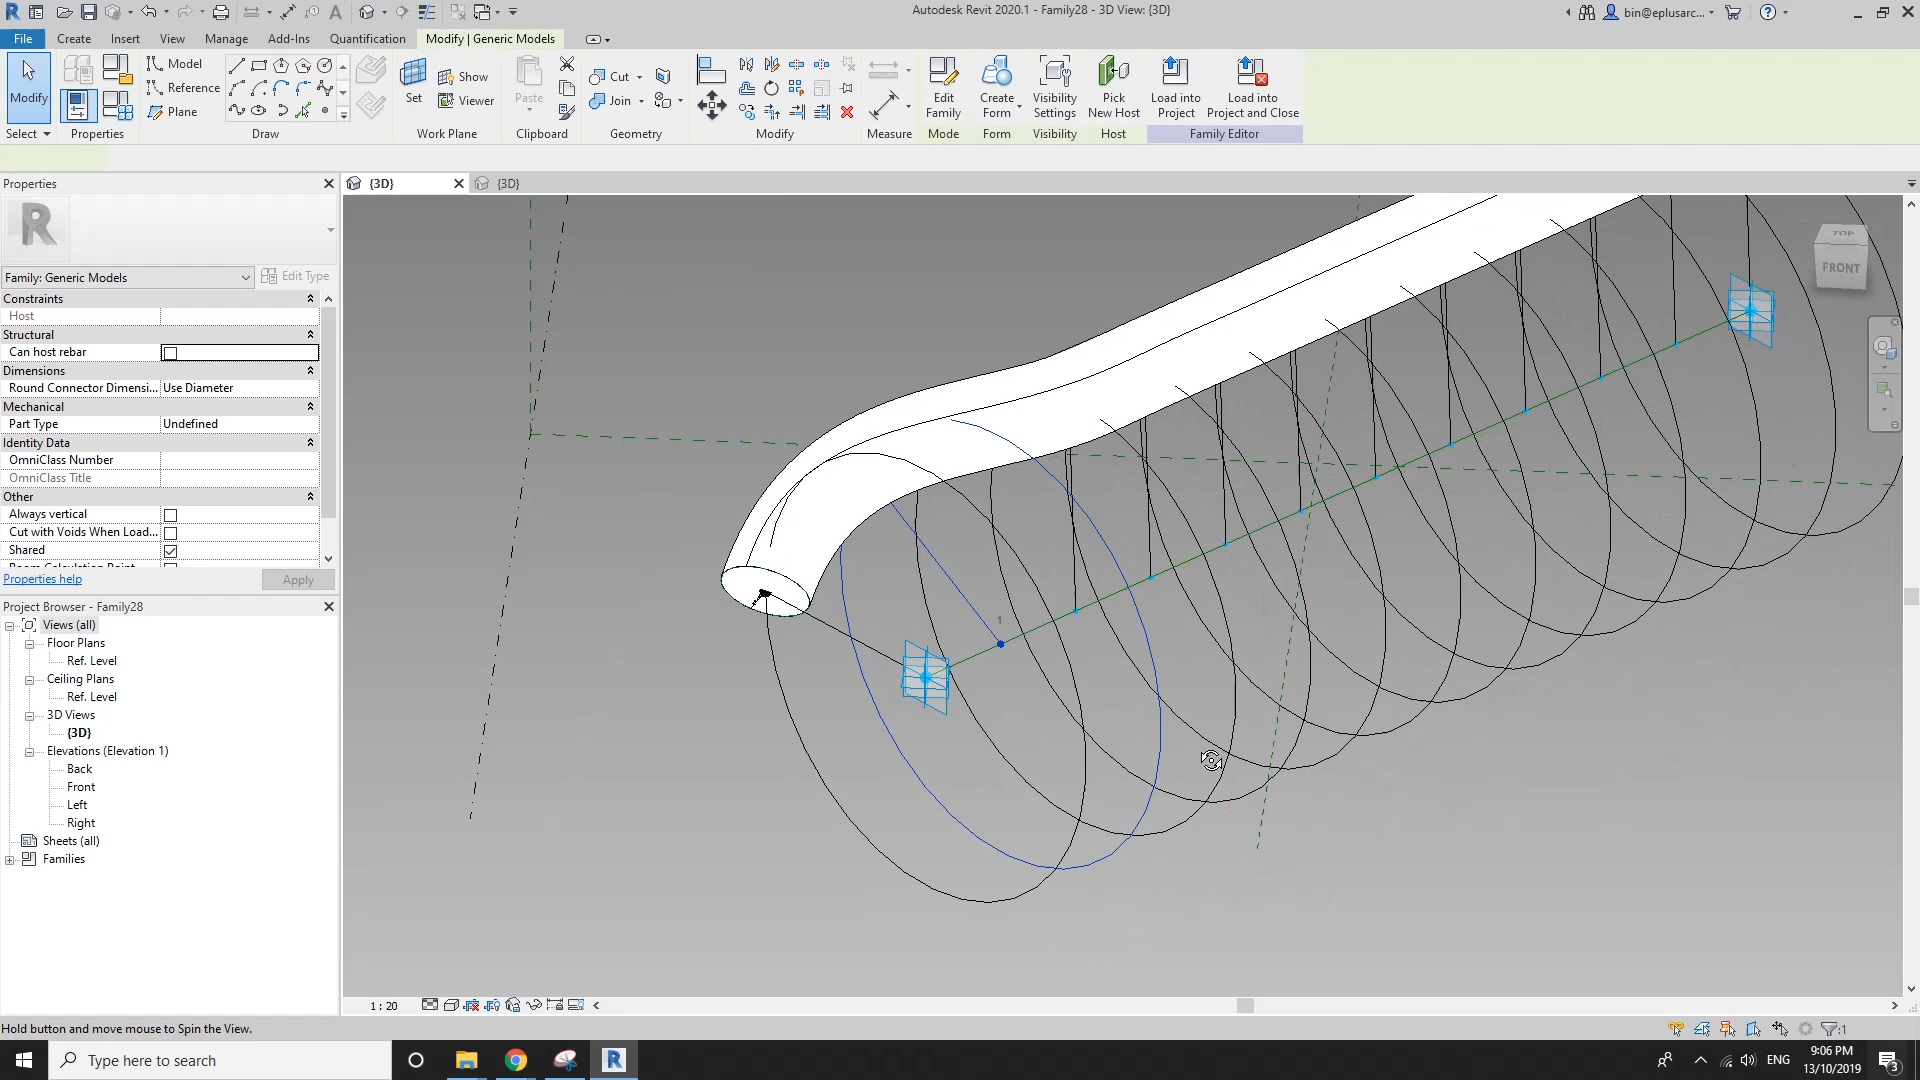 Autodesk Revit 2020.1 - Family28 - 3D View: {3D}
bin@eplusarc...
File Create Insert View Manage Add-Ins Quantification Modify | Generic Models
Modify
Select
Properties
Model
Reference
Plane
Draw
Set
Show
Viewer
Work Plane
Paste
Clipboard
Cut
Join
Geometry
Modify
Measure
Edit Family
Mode
Create Form
Form
Visibility Settings
Visibility
Pick New Host
Host
Load into Project
Load into Project and Close
Family Editor
Properties
{3D}
{3D}
Family: Generic Models
Edit Type
Constraints
Host
Structural
Can host rebar
Dimensions
Round Connector Dimensi... Use Diameter
Mechanical
Part Type Undefined
Identity Data
OmniClass Number
OmniClass Title
Other
Always vertical
Cut with Voids When Load...
Shared
Properties help
Apply
Project Browser - Family28
Views (all)
Floor Plans
Ref. Level
Ceiling Plans
Ref. Level
3D Views
{3D}
Elevations (Elevation 1)
Back
Front
Left
Right
Sheets (all)
Families
TOP
FRONT
1
1 : 20
Hold button and move mouse to Spin the View.
:1
Type here to search
ENG
9:06 PM
13/10/2019
3